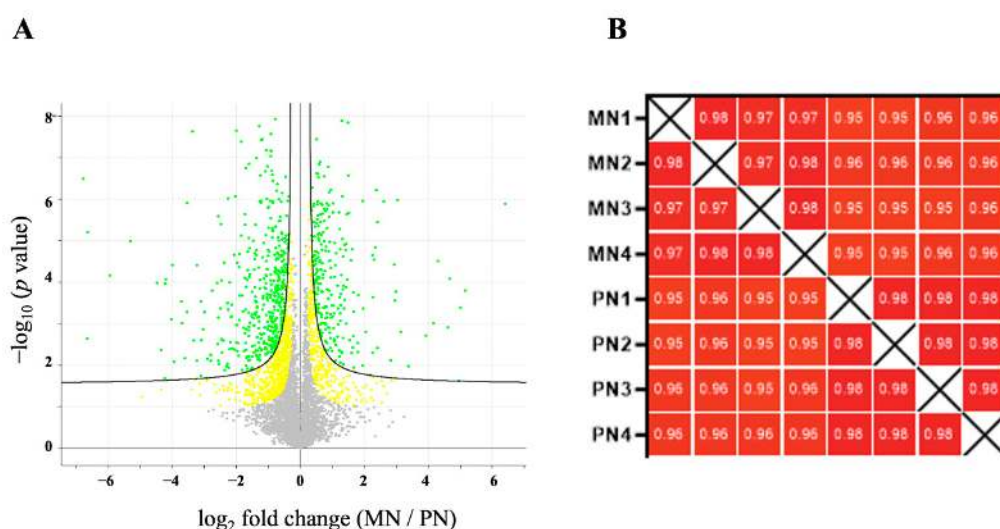 A
B
8
6
4
2
0
−6
−4
−2
0
2
4
6
−log10 (p value)
log2 fold change (MN / PN)
MN1 0.98 0.97 0.97 0.95 0.95 0.96 0.96
MN2 0.98 0.97 0.98 0.96 0.96 0.96 0.96
MN3 0.97 0.97 0.98 0.95 0.95 0.95 0.96
MN4 0.97 0.98 0.98 0.95 0.95 0.96 0.96
PN1 0.95 0.96 0.95 0.95 0.98 0.98 0.98
PN2 0.95 0.96 0.95 0.95 0.98 0.98 0.98
PN3 0.96 0.96 0.95 0.96 0.98 0.98 0.98
PN4 0.96 0.96 0.96 0.96 0.98 0.98 0.98